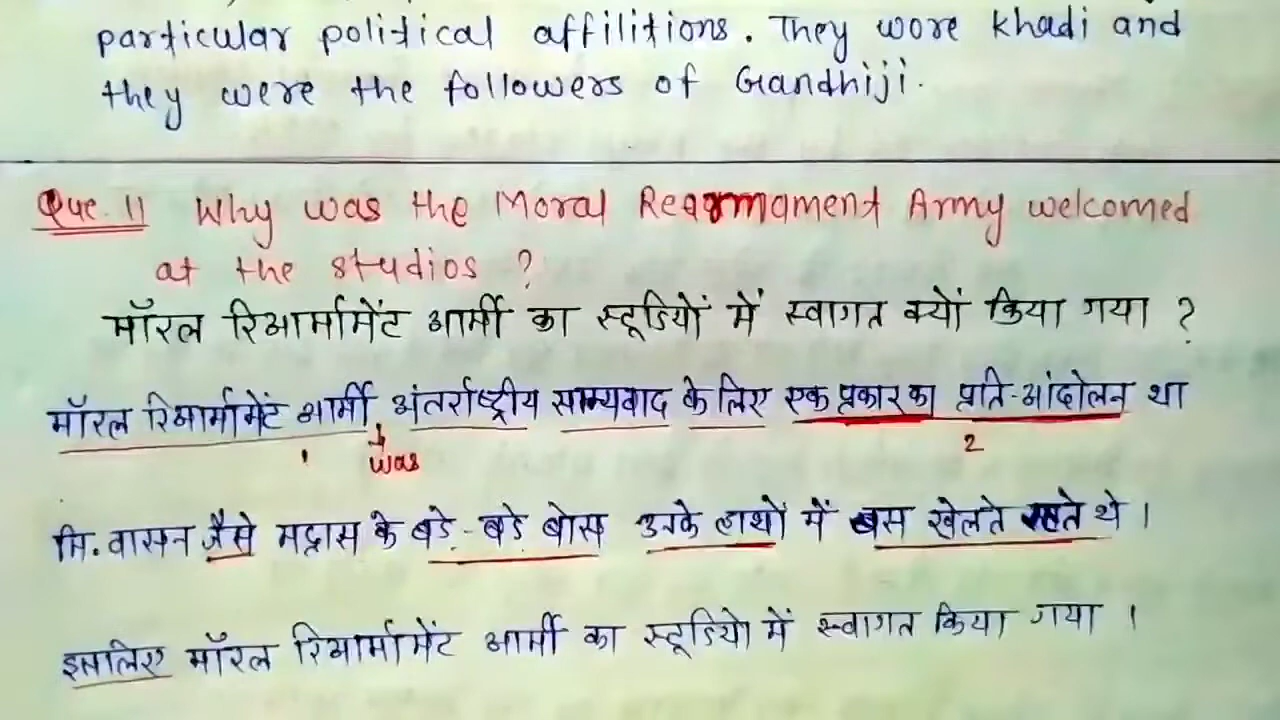 particular political affilitions. They wore khadi and
they were the followers of Gandhiji.
Que. 11 Why was the Moral Rearmament Army welcomed
at the studios ?
मॉरल रिआर्मामेंट आर्मी का स्टूडियों में स्वागत क्यों किया गया ?
मॉरल रिआर्मामेंट आर्मी अंतर्राष्ट्रीय साम्यवाद के लिए एक प्रकार का प्रति-आंदोलन था
1 was 2
मि. वासन जैसे मद्रास के बडे-बडे बोस उनके हाथों में बस खेलते रहते थे ।
इसलिए मॉरल रिआर्मामेंट आर्मी का स्टूडियो में स्वागत किया गया ।